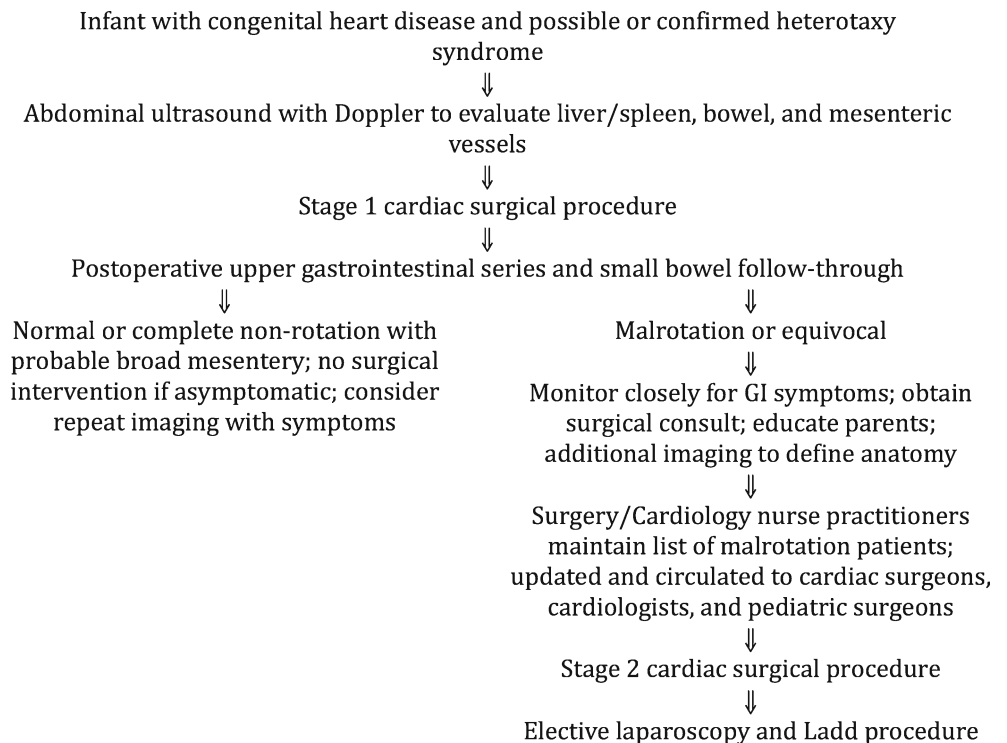 Infant with congenital heart disease and possible or confirmed heterotaxy
syndrome
⇓
Abdominal ultrasound with Doppler to evaluate liver/spleen, bowel, and mesenteric
vessels
⇓
Stage 1 cardiac surgical procedure
⇓
Postoperative upper gastrointestinal series and small bowel follow-through
⇓
Normal or complete non-rotation with
probable broad mesentery; no surgical
intervention if asymptomatic; consider
repeat imaging with symptoms
⇓
Malrotation or equivocal
⇓
Monitor closely for GI symptoms; obtain
surgical consult; educate parents;
additional imaging to define anatomy
⇓
Surgery/Cardiology nurse practitioners
maintain list of malrotation patients;
updated and circulated to cardiac surgeons,
cardiologists, and pediatric surgeons
⇓
Stage 2 cardiac surgical procedure
⇓
Elective laparoscopy and Ladd procedure